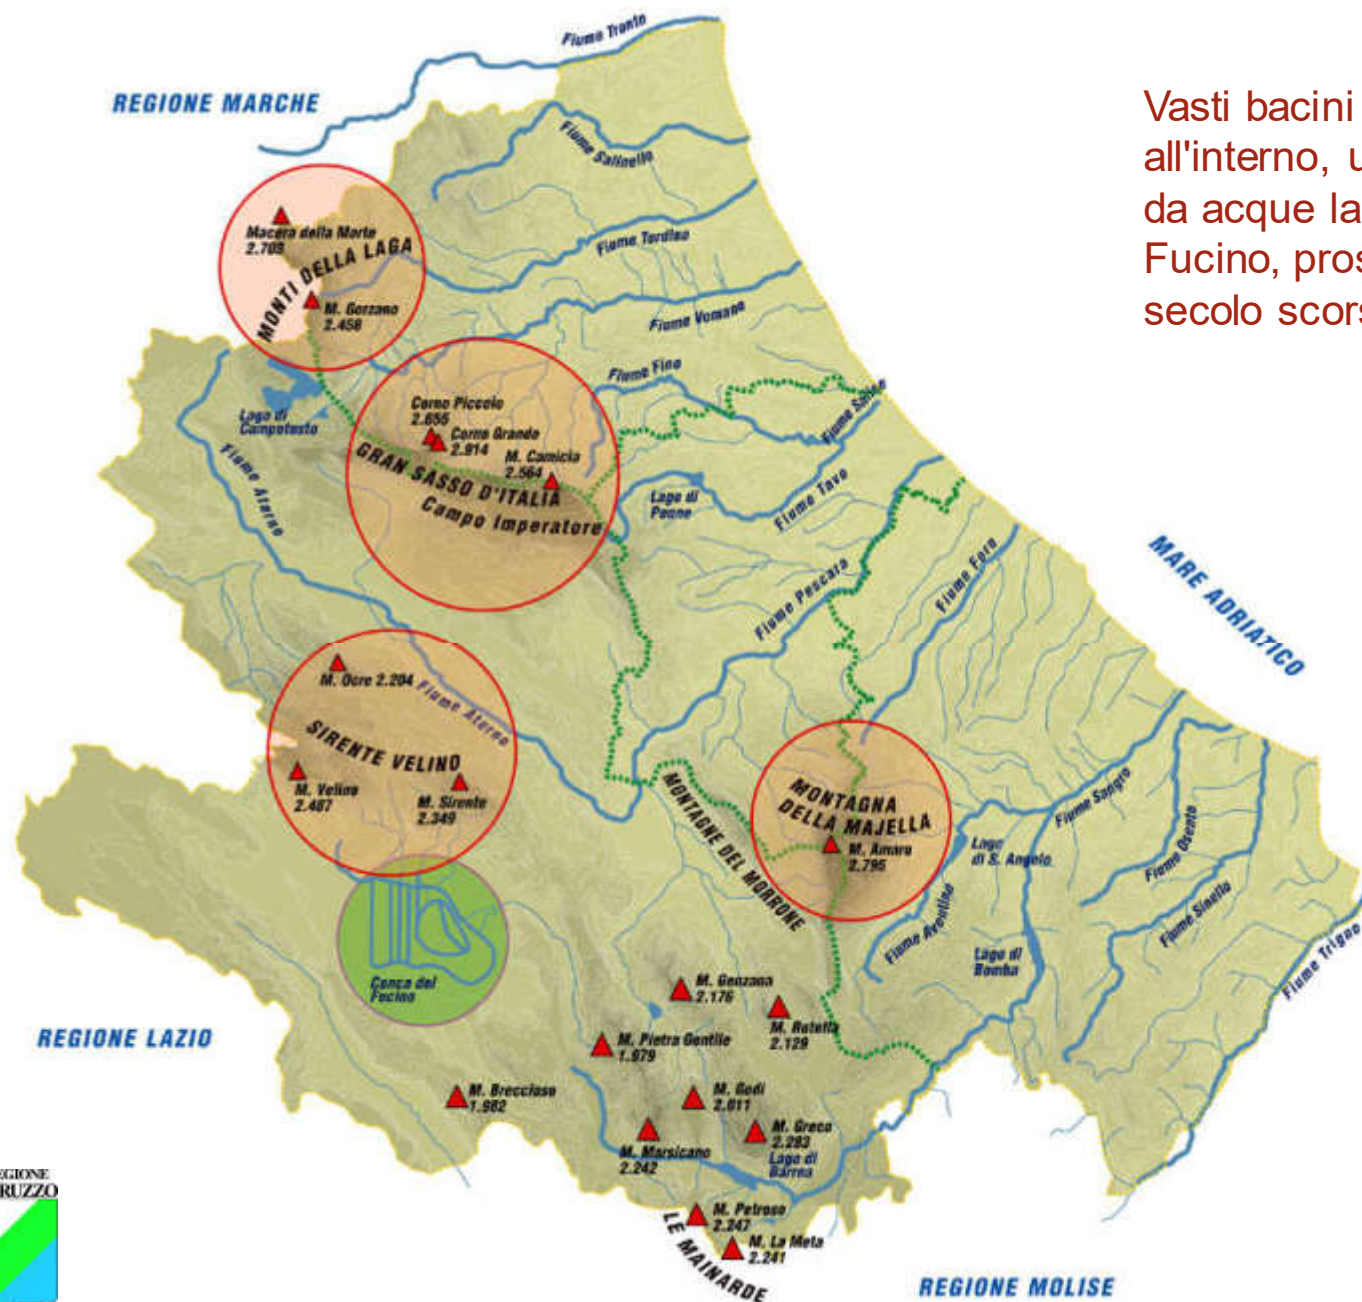 Fiume Tronto
REGIONE MARCHE
Vasti bacini
all'interno, u
da acque la
Fucino, pros
secolo scors
Fiume Salinello
Macera della Morte
2.703
MONTI DELLA LAGA
M. Gorzano
2.458
Fiume Tordino
Fiume Vomano
Fiume Fino
Fiume Saline
Lago di
Campotosto
Fiume Aterno
Corno Piccolo
2.655
Corno Grande
2.914
M. Camicia
2.564
GRAN SASSO D'ITALIA
Campo Imperatore
Lago di
Penne
Fiume Tavo
Fiume Pescara
Fiume Foro
MARE ADRIATICO
M. Ocre 2.204
Fiume Aterno
SIRENTE VELINO
M. Velino
2.487
M. Sirente
2.349
MONTAGNE DEL MORRONE
MONTAGNA
DELLA MAJELLA
M. Amaro
2.795
Fiume Sangro
Lago
di S. Angelo
Fiume Aventino
Lago di
Bomba
Fiume Osento
Fiume Sinello
Fiume Trigno
Conca del
Fucino
REGIONE LAZIO
M. Genzana
2.176
M. Rotella
2.129
M. Pietra Gentile
1.979
M. Breccioso
1.982
M. Godi
2.011
M. Greco
2.283
M. Marsicano
2.242
Lago di
Barrea
M. Petroso
2.247
M. La Meta
2.241
LE MAINARDE
REGIONE MOLISE
EGIONE
RUZZO